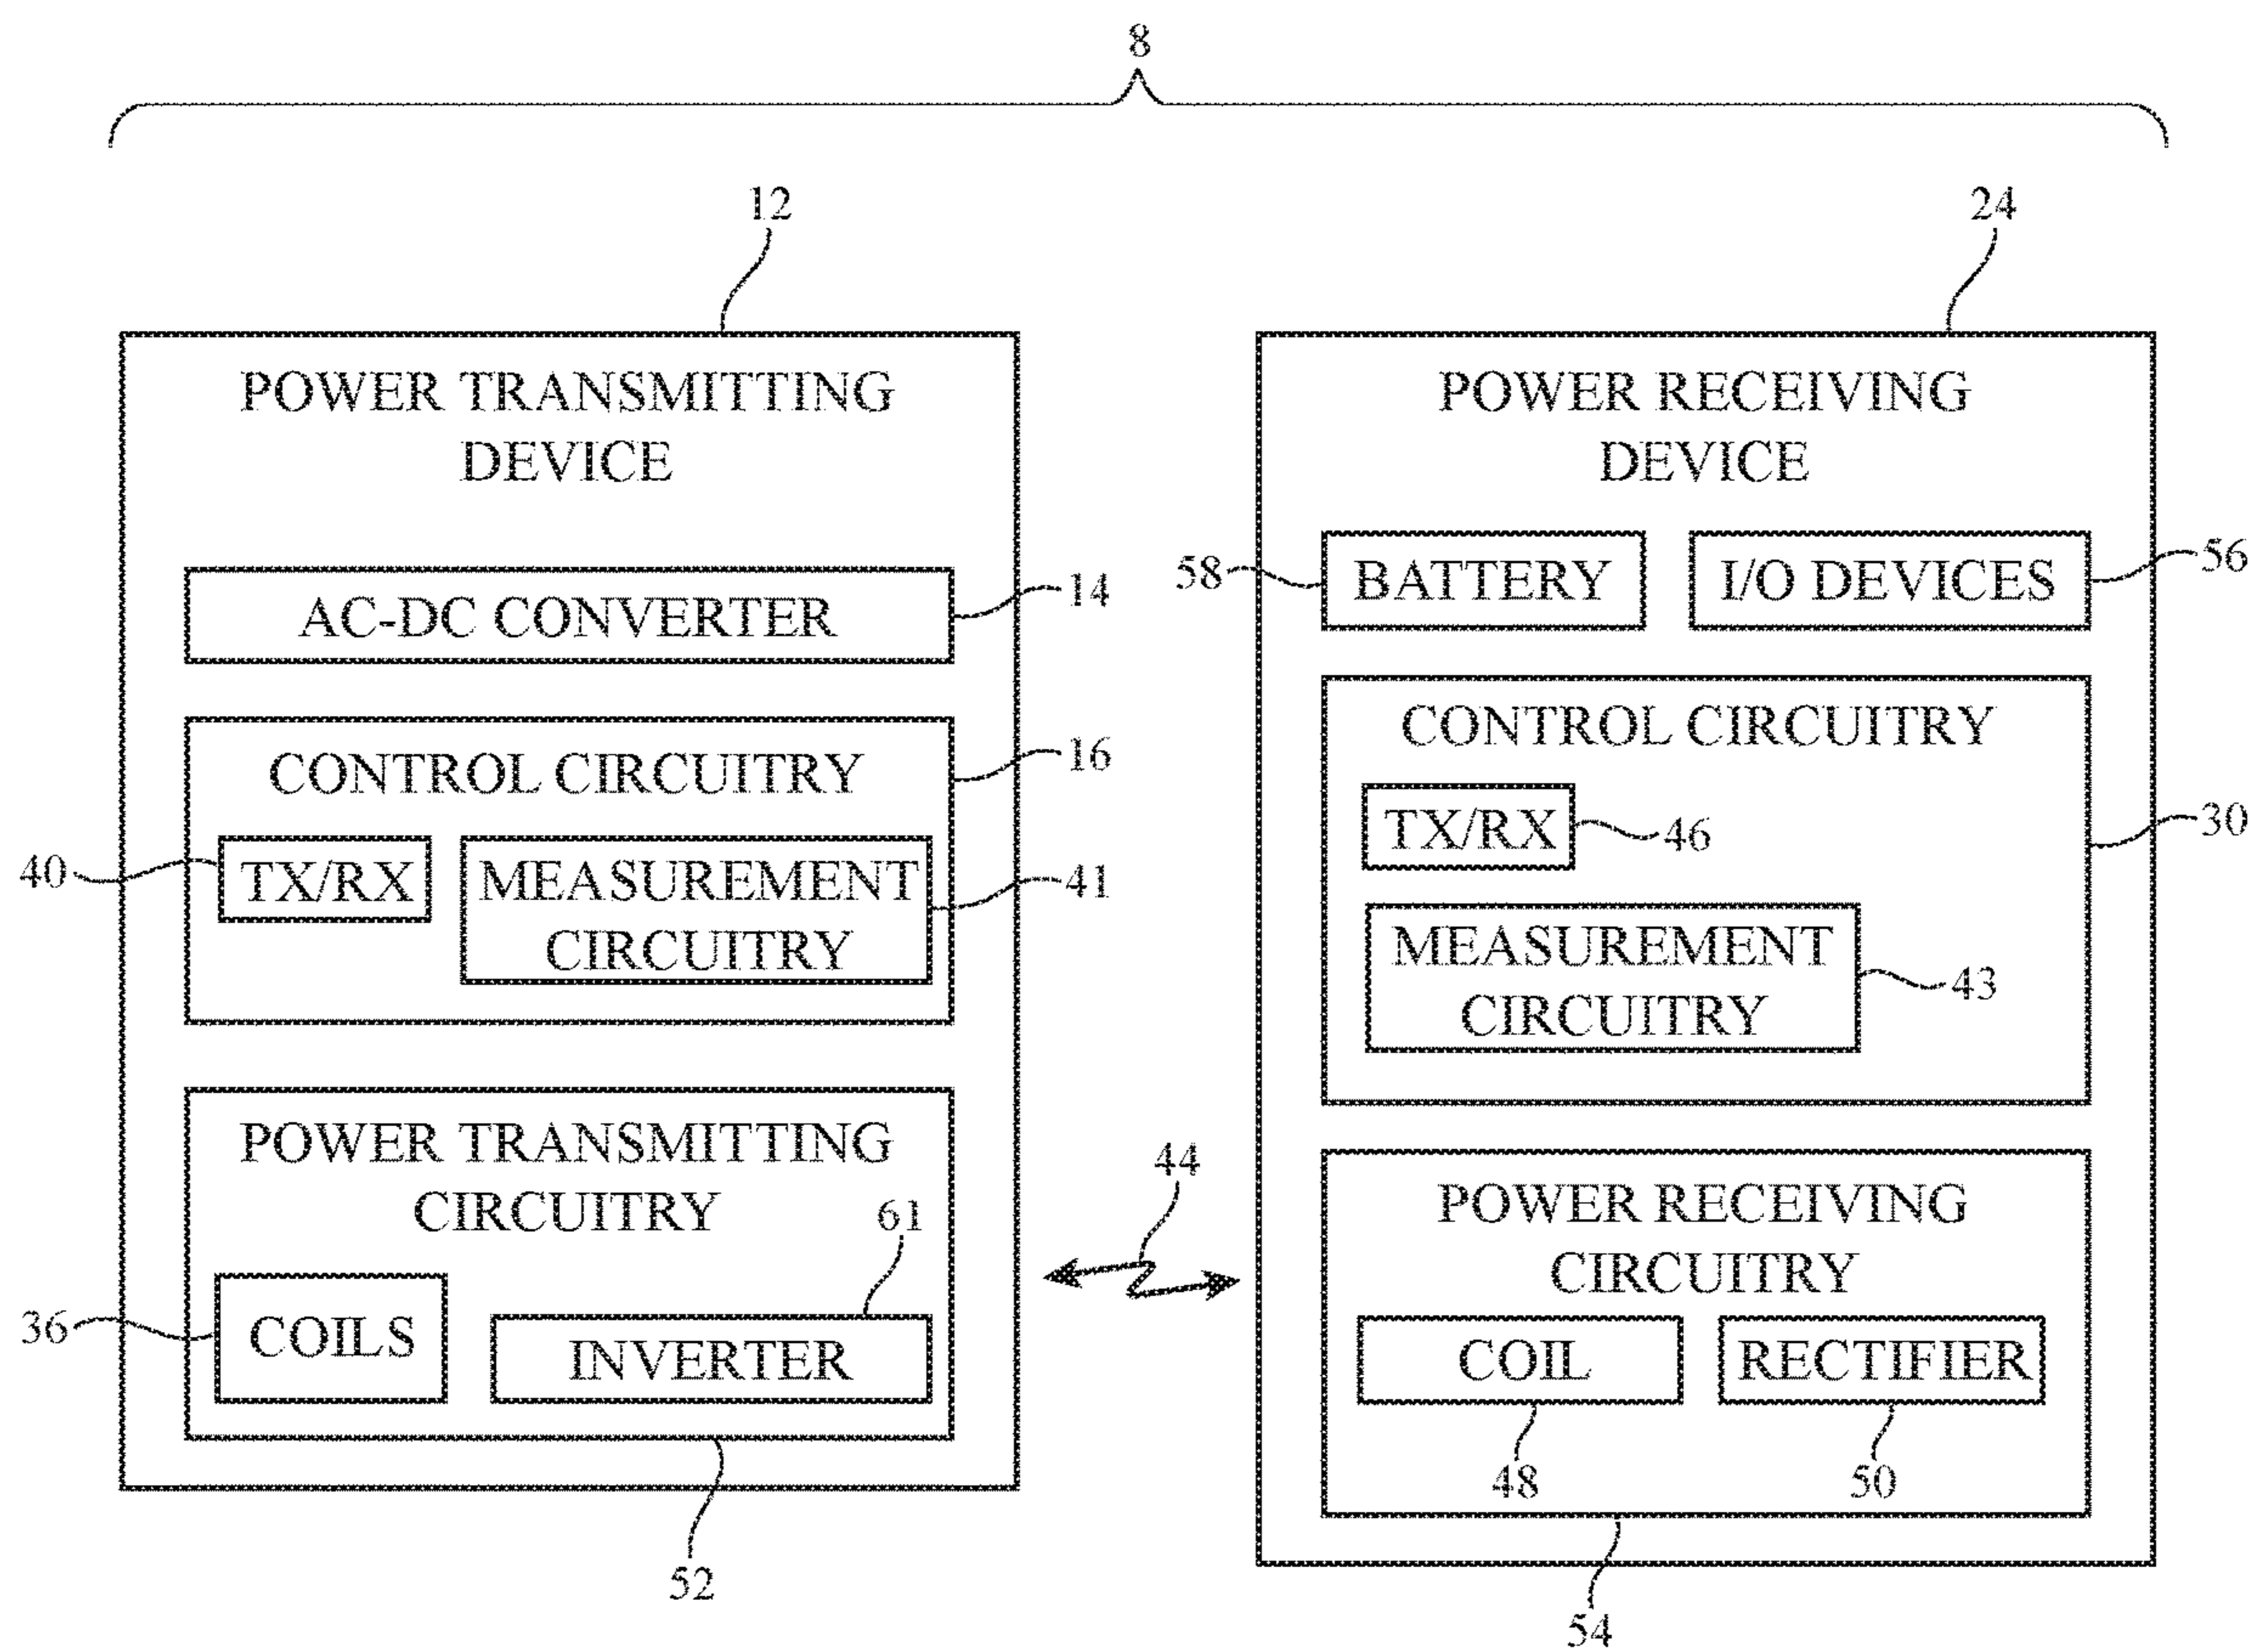 8
12
POWER TRANSMITTING
DEVICE
AC-DC CONVERTER
14
CONTROL CIRCUITRY
16
40
TX/RX
MEASUREMENT
CIRCUITRY
41
POWER TRANSMITTING
CIRCUITRY
61
36
COILS
INVERTER
52
44
24
POWER RECEIVING
DEVICE
58
BATTERY
I/O DEVICES
56
CONTROL CIRCUITRY
TX/RX
46
30
MEASUREMENT
CIRCUITRY
43
POWER RECEIVING
CIRCUITRY
COIL
RECTIFIER
48
50
54